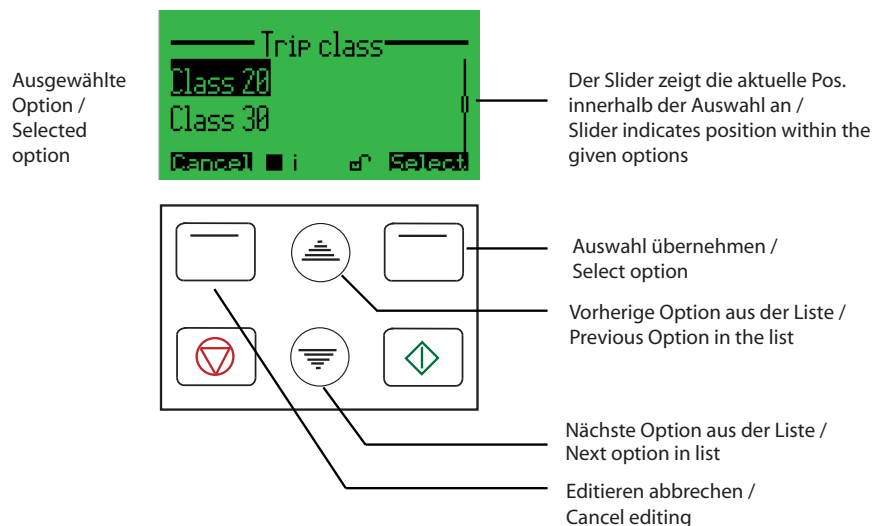 Trip class
Class 20
Class 30
Cancel i Select
Ausgewählte
Option /
Selected
option
Der Slider zeigt die aktuelle Pos.
innerhalb der Auswahl an /
Slider indicates position within the
given options
Auswahl übernehmen /
Select option
Vorherige Option aus der Liste /
Previous Option in the list
Nächste Option aus der Liste /
Next option in list
Editieren abbrechen /
Cancel editing